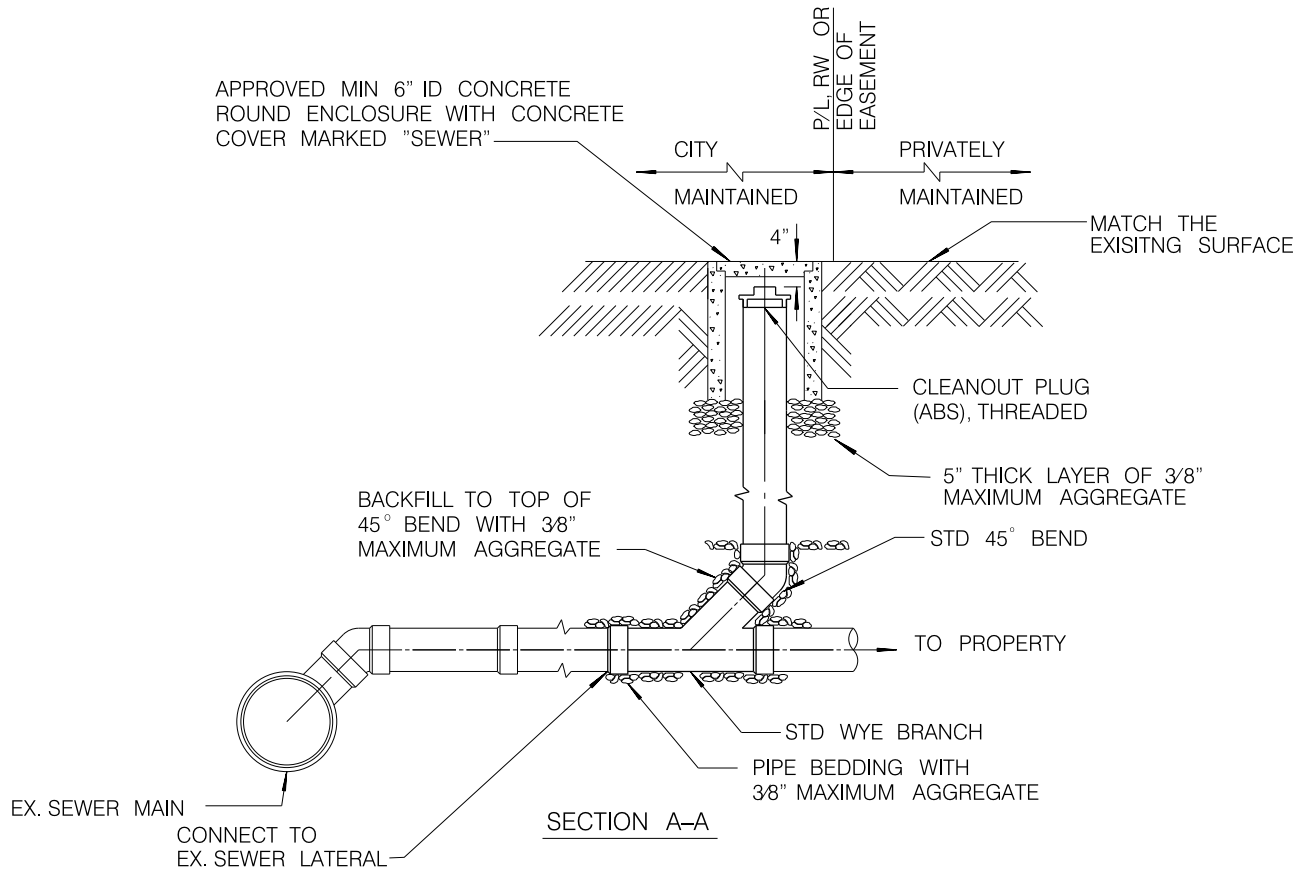 P/L, RW OR
EDGE OF
EASEMENT
APPROVED MIN 6" ID CONCRETE
ROUND ENCLOSURE WITH CONCRETE
COVER MARKED "SEWER"
CITY
MAINTAINED
PRIVATELY
MAINTAINED
4"
MATCH THE
EXISITNG SURFACE
CLEANOUT PLUG
(ABS), THREADED
5" THICK LAYER OF 3/8"
MAXIMUM AGGREGATE
BACKFILL TO TOP OF
45° BEND WITH 3/8"
MAXIMUM AGGREGATE
STD 45° BEND
TO PROPERTY
STD WYE BRANCH
PIPE BEDDING WITH
3/8" MAXIMUM AGGREGATE
EX. SEWER MAIN
CONNECT TO
EX. SEWER LATERAL
SECTION A-A